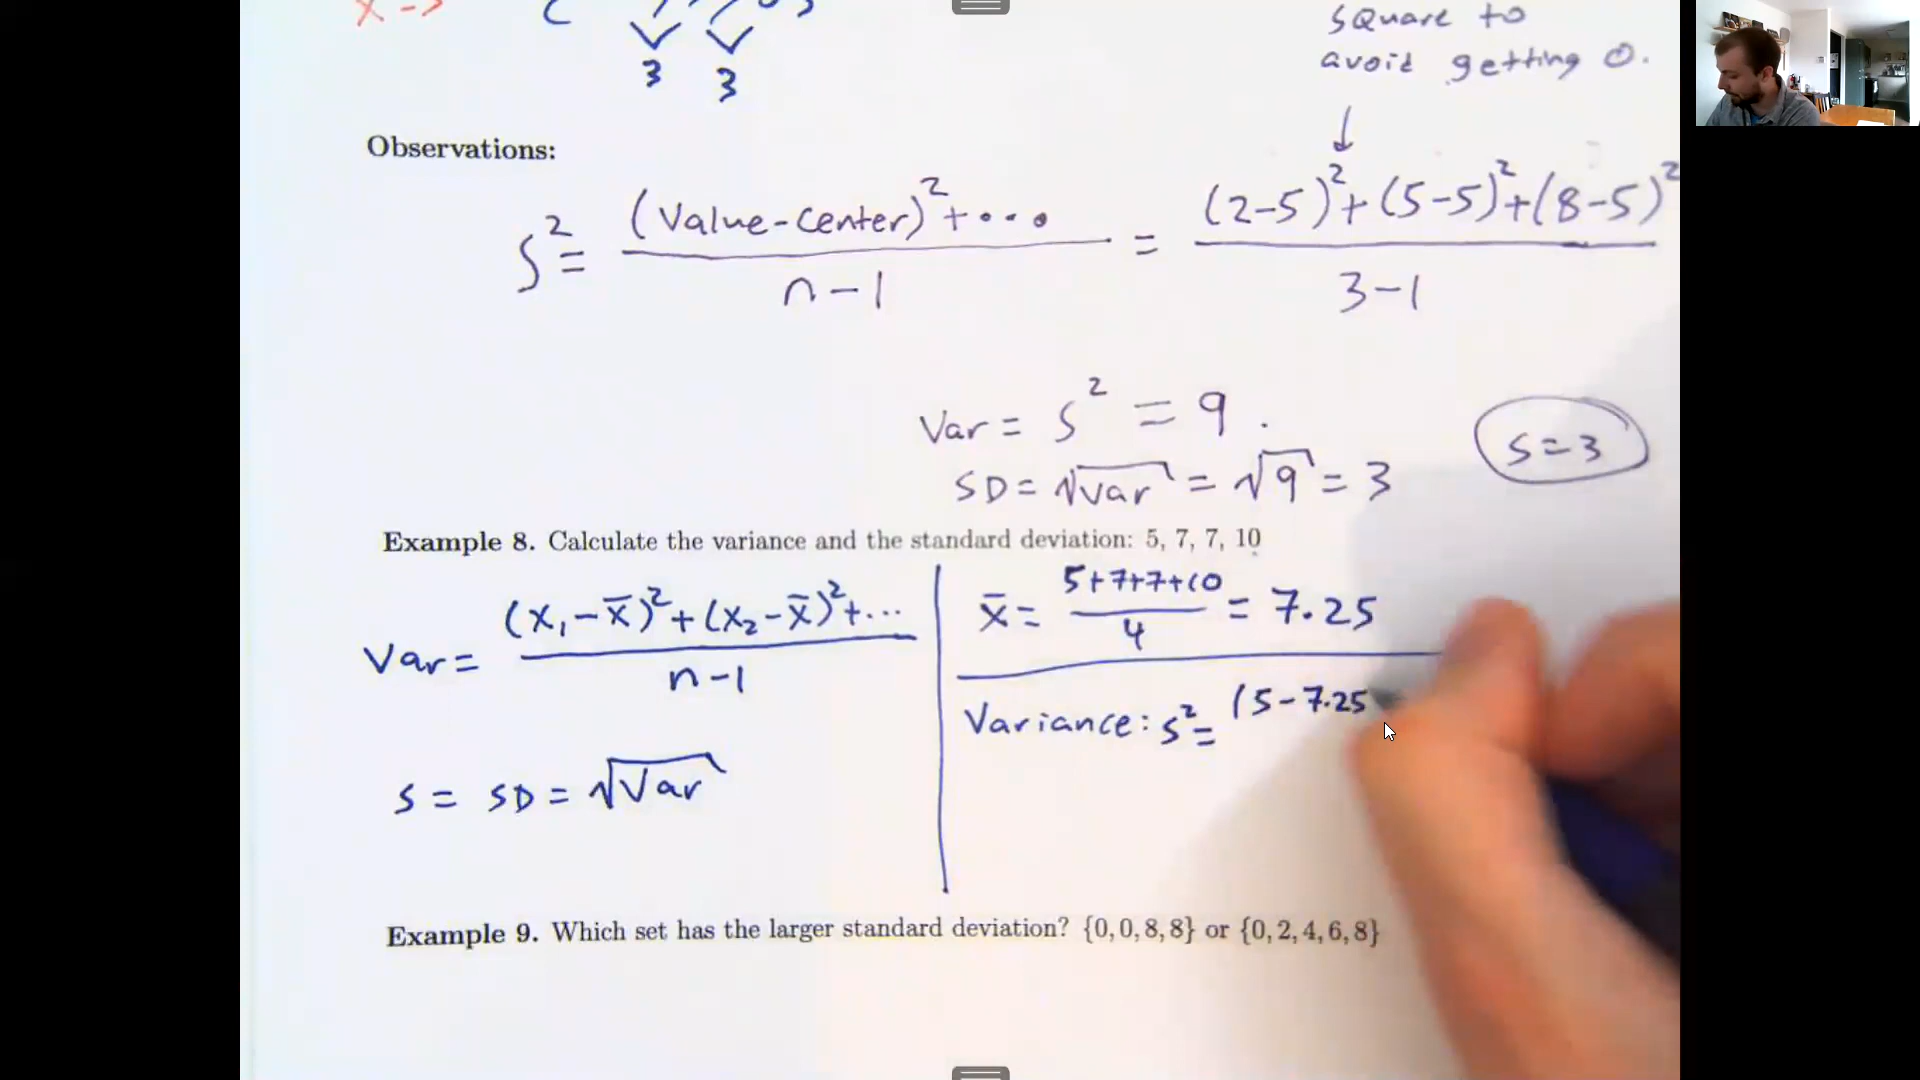 square to
avoid getting 0.
3 3
Observations:
s² = (Value-Center)²+... / n-1 = (2-5)²+(5-5)²+(8-5)² / 3-1
Var = s² = 9.
s=3
SD = √Var = √9 = 3
Example 8. Calculate the variance and the standard deviation: 5, 7, 7, 10
Var = (x₁-x̄)²+(x₂-x̄)²+... / n-1
x̄ = 5+7+7+10 / 4 = 7.25
Variance: s² = (5-7.25
s = SD = √Var
Example 9. Which set has the larger standard deviation? {0,0,8,8} or {0,2,4,6,8}